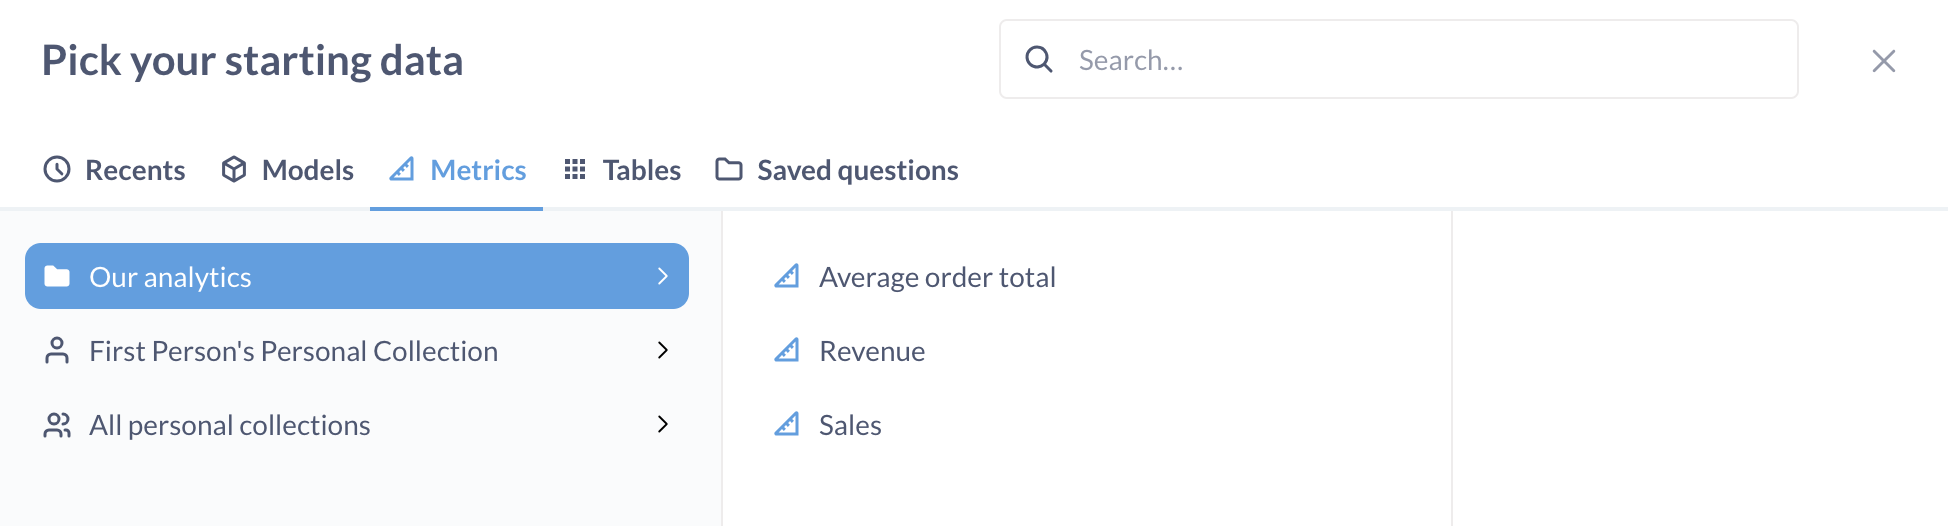 Pick your starting data
Search...
Recents
Models
Metrics
Tables
Saved questions
Our analytics
First Person's Personal Collection
All personal collections
Average order total
Revenue
Sales